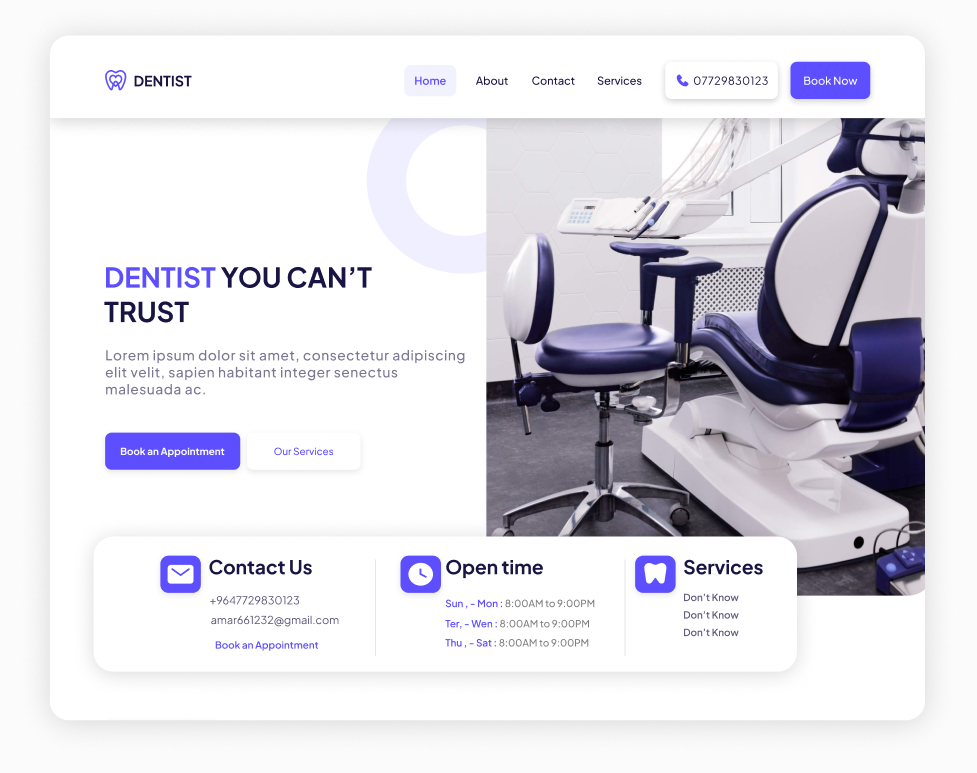 DENTIST
Home About Contact Services 07729830123 Book Now
DENTIST YOU CAN'T
TRUST
Lorem ipsum dolor sit amet, consectetur adipiscing
elit velit, sapien habitant integer senectus
malesuada ac.
Book an Appointment Our Services
Contact Us
+9647729830123
amar661232@gmail.com
Book an Appointment
Open time
Sun , - Mon : 8:00AM to 9:00PM
Ter, - Wen : 8:00AM to 9:00PM
Thu , - Sat : 8:00AM to 9:00PM
Services
Don't Know
Don't Know
Don't Know